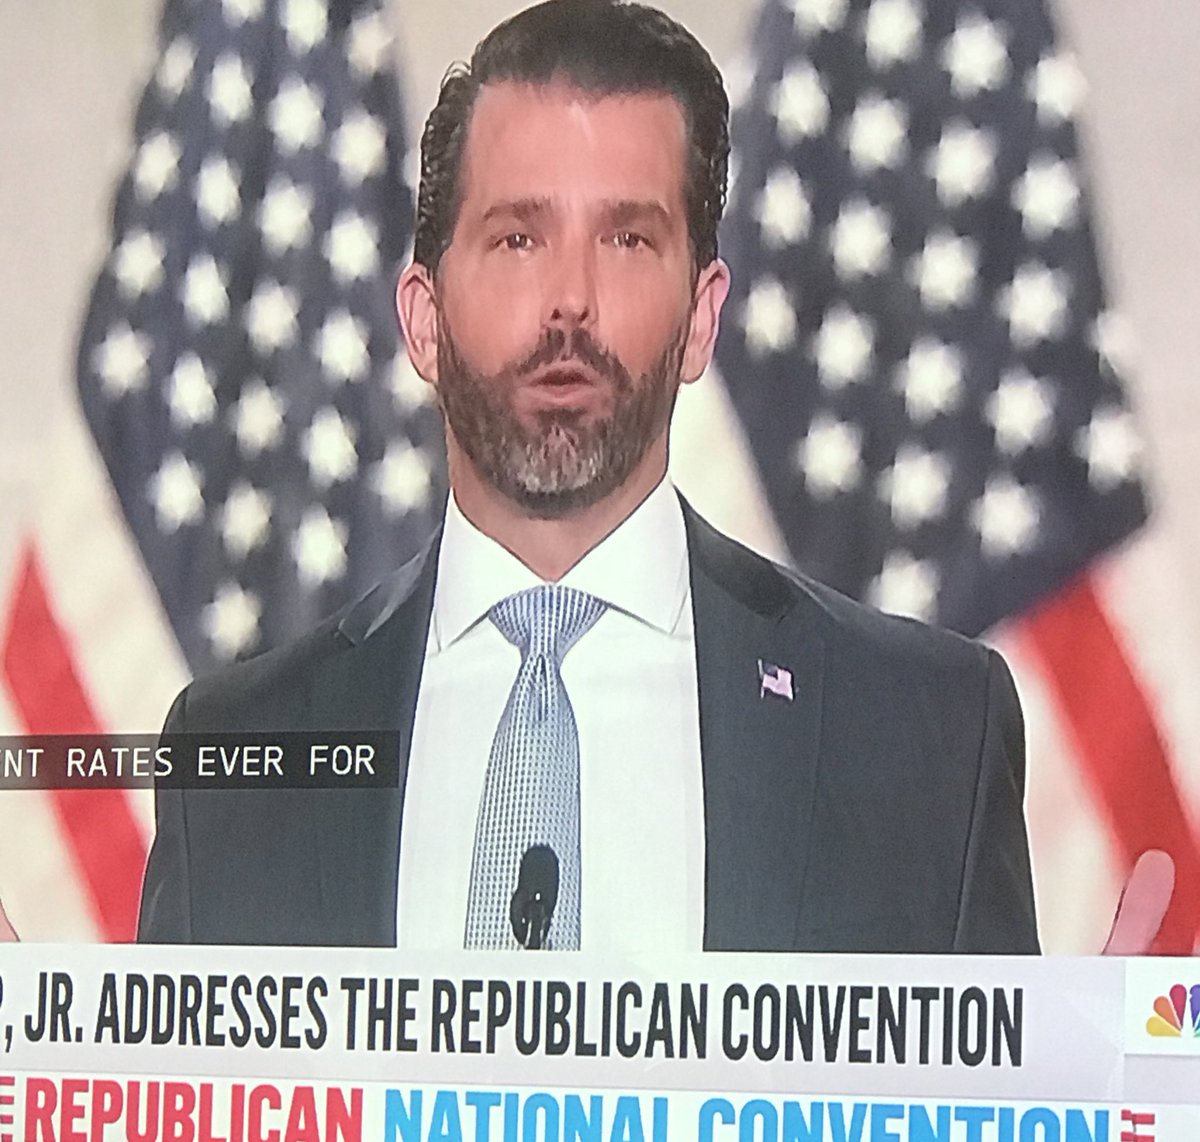 NT RATES EVER FOR
, JR. ADDRESSES THE REPUBLICAN CONVENTION
REPUBLICAN NATIONAL CONVENTION